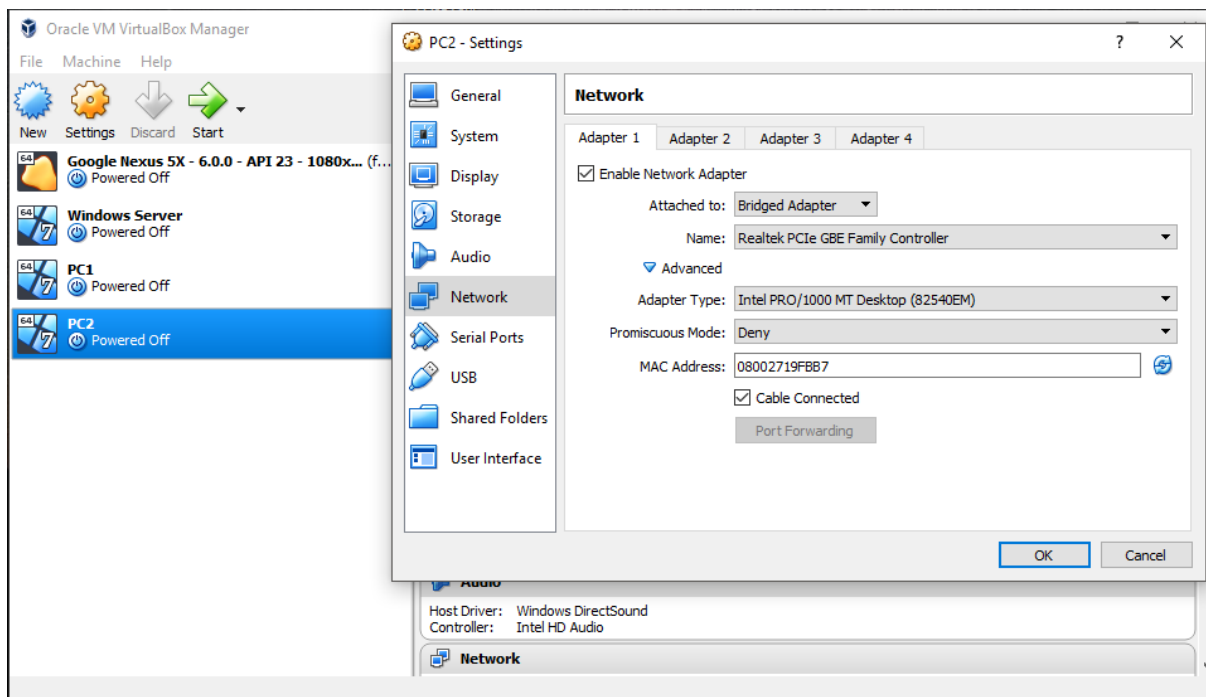 Oracle VM VirtualBox Manager
File Machine Help
New Settings Discard Start
64 Google Nexus 5X - 6.0.0 - API 23 - 1080x... (f...
Powered Off
64 Windows Server
Powered Off
64 PC1
Powered Off
64 PC2
Powered Off
PC2 - Settings
General
System
Display
Storage
Audio
Network
Serial Ports
USB
Shared Folders
User Interface
Network
Adapter 1 Adapter 2 Adapter 3 Adapter 4
Enable Network Adapter
Attached to: Bridged Adapter
Name: Realtek PCIe GBE Family Controller
Advanced
Adapter Type: Intel PRO/1000 MT Desktop (82540EM)
Promiscuous Mode: Deny
MAC Address: 08002719FBB7
Cable Connected
Port Forwarding
OK Cancel
Audio
Host Driver: Windows DirectSound
Controller: Intel HD Audio
Network